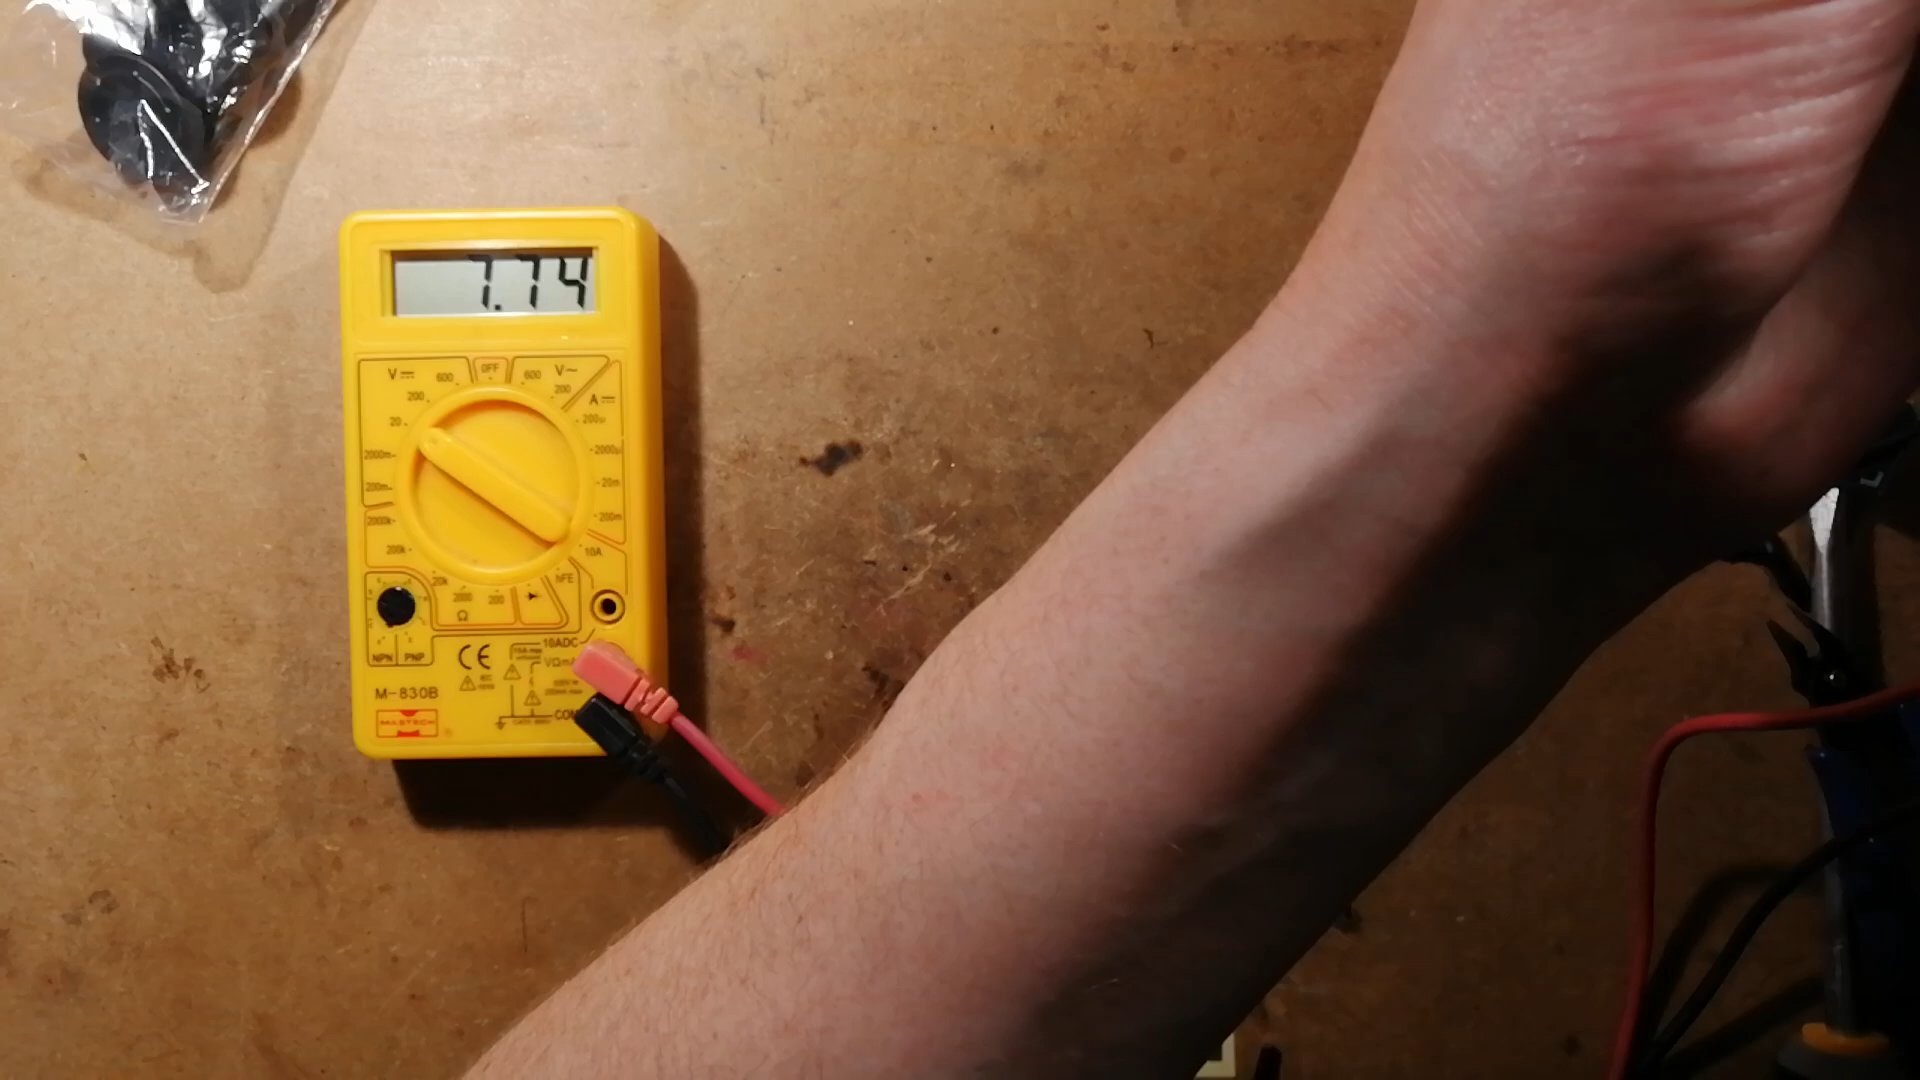 7.74
V⎓ 600 OFF 600 V~
200 200
A⎓
20 200µ
2000m 2000µ
200m 20m
2000k 200m
200k 10A
20k 2000 200 hFE
Ω
10ADC
VΩmA
NPN PNP
CE
M-830B
COM
MASTECH